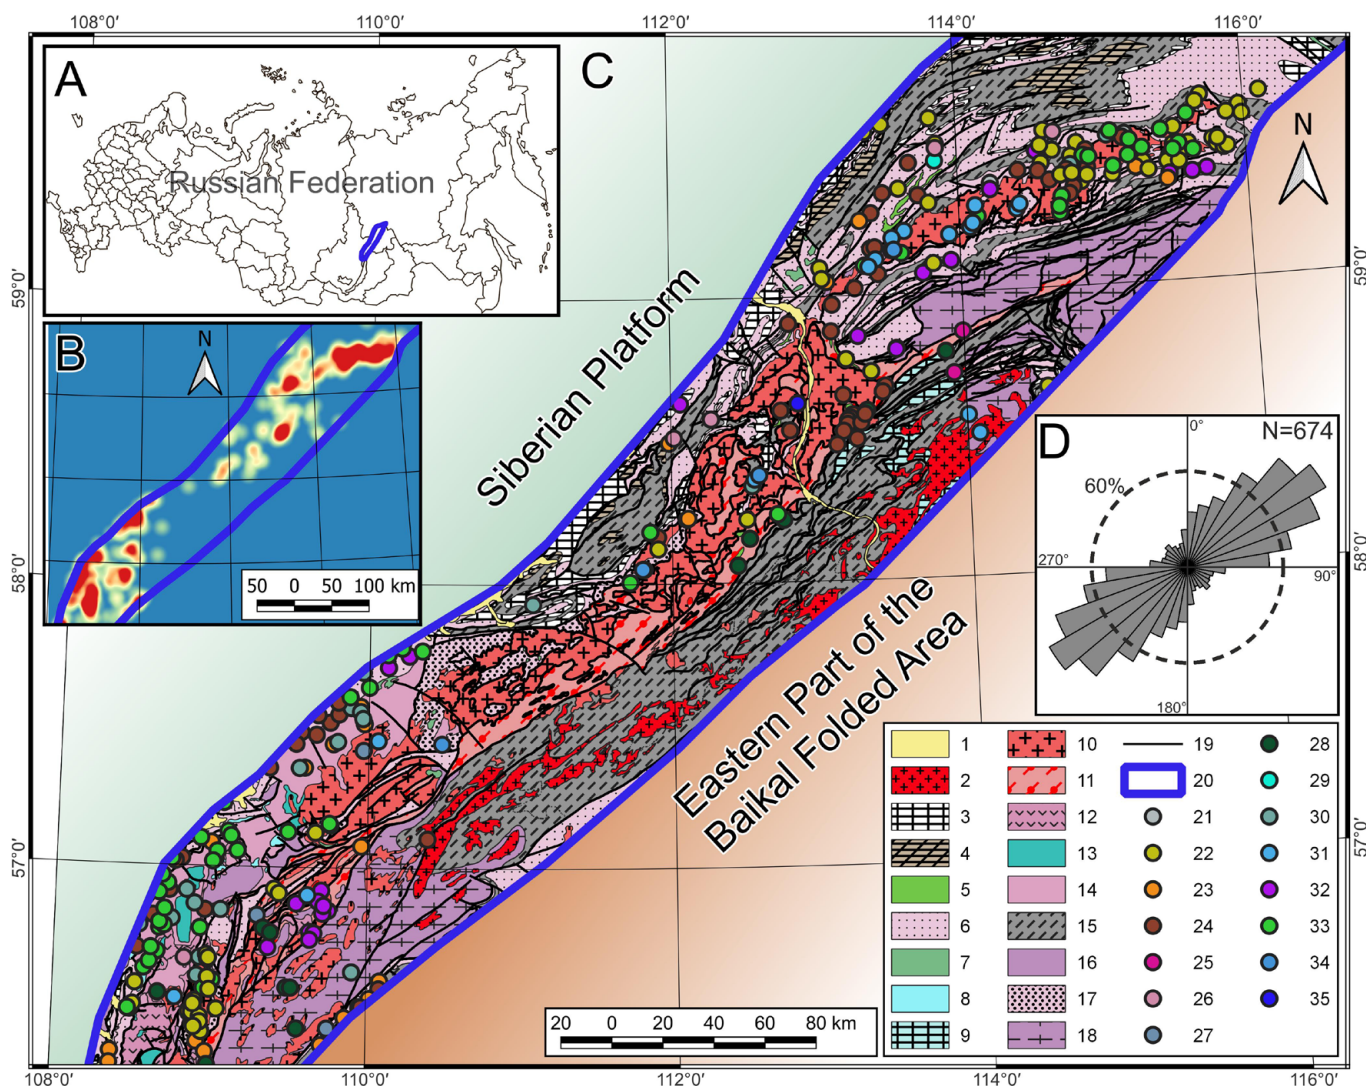 108°0′ 110°0′ 112°0′ 114°0′ 116°0′
A
Russian Federation
C
N
59°0′
59°0′
B
N
50 0 50 100 km
Siberian Platform
D
0°
N=674
60%
270°
90°
180°
58°0′
58°0′
Eastern Part of the
Baikal Folded Area
57°0′
57°0′
1 10 19 28
2 11 20 29
3 12 21 30
4 13 22 31
5 14 23 32
6 15 24 33
7 16 25 34
8 17 26 35
9 18 27
20 0 20 40 60 80 km
108°0′ 110°0′ 112°0′ 114°0′ 116°0′